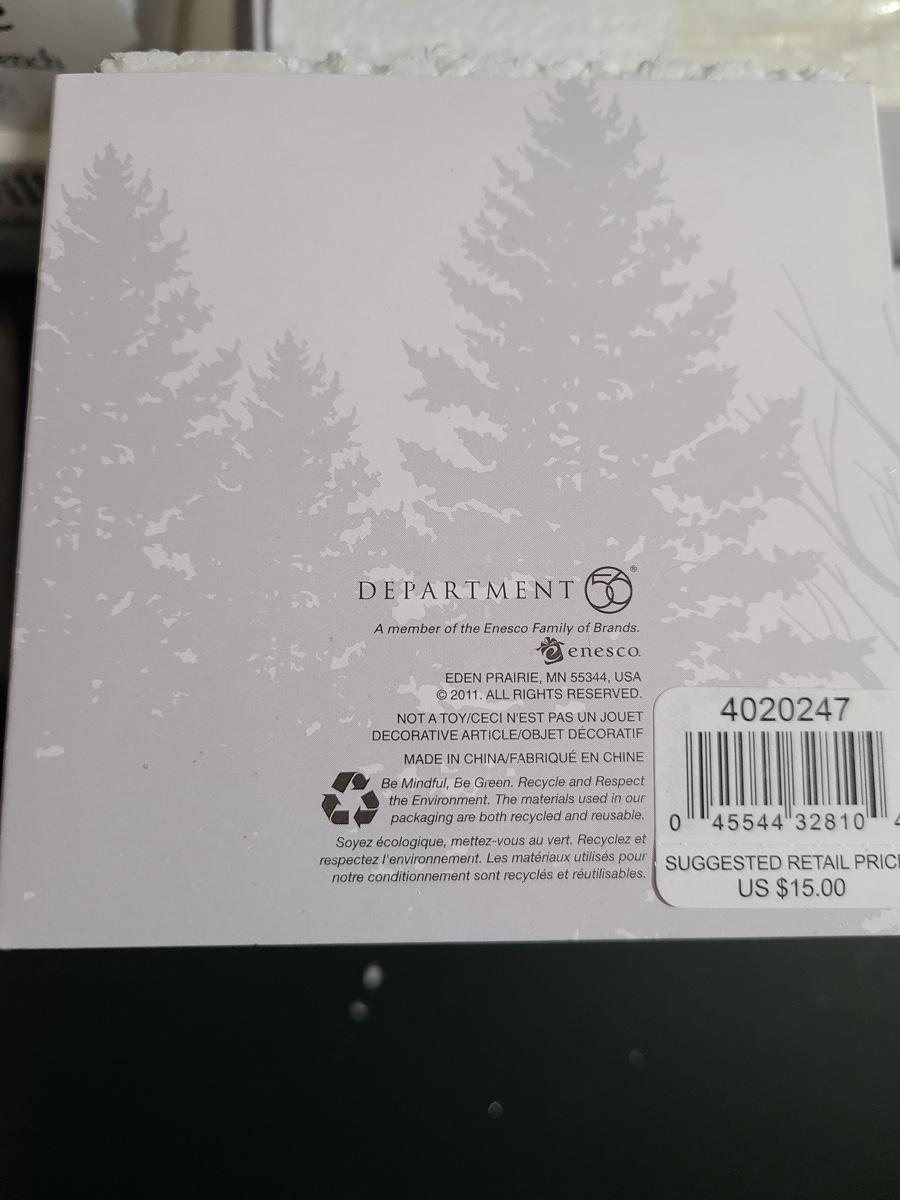 DEPARTMENT 56®
A member of the Enesco Family of Brands.
enesco.
EDEN PRAIRIE, MN 55344, USA
© 2011. ALL RIGHTS RESERVED.
NOT A TOY/CECI N'EST PAS UN JOUET
DECORATIVE ARTICLE/OBJET DÉCORATIF
MADE IN CHINA/FABRIQUÉ EN CHINE
Be Mindful, Be Green. Recycle and Respect
the Environment. The materials used in our
packaging are both recycled and reusable.
Soyez écologique, mettez-vous au vert. Recyclez et
respectez l'environnement. Les matériaux utilisés pour
notre conditionnement sont recyclés et réutilisables.
4020247
0 45544 32810 4
SUGGESTED RETAIL PRICE
US $15.00